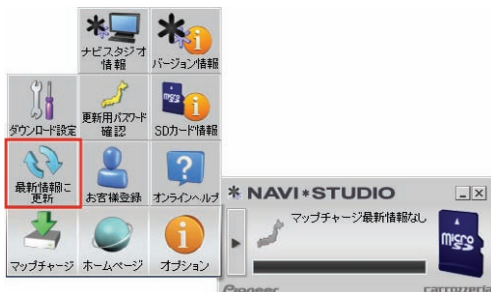 ナビスタジオ
情報
バージョン情報
ダウンロード設定
更新用パスワード
確認
SDカード情報
最新情報に
更新
お客様登録
オンラインヘルプ
マップチャージ
ホームページ
オプション
NAVI*STUDIO
マップチャージ最新情報なし
micro
Pioneer
carrozzeria